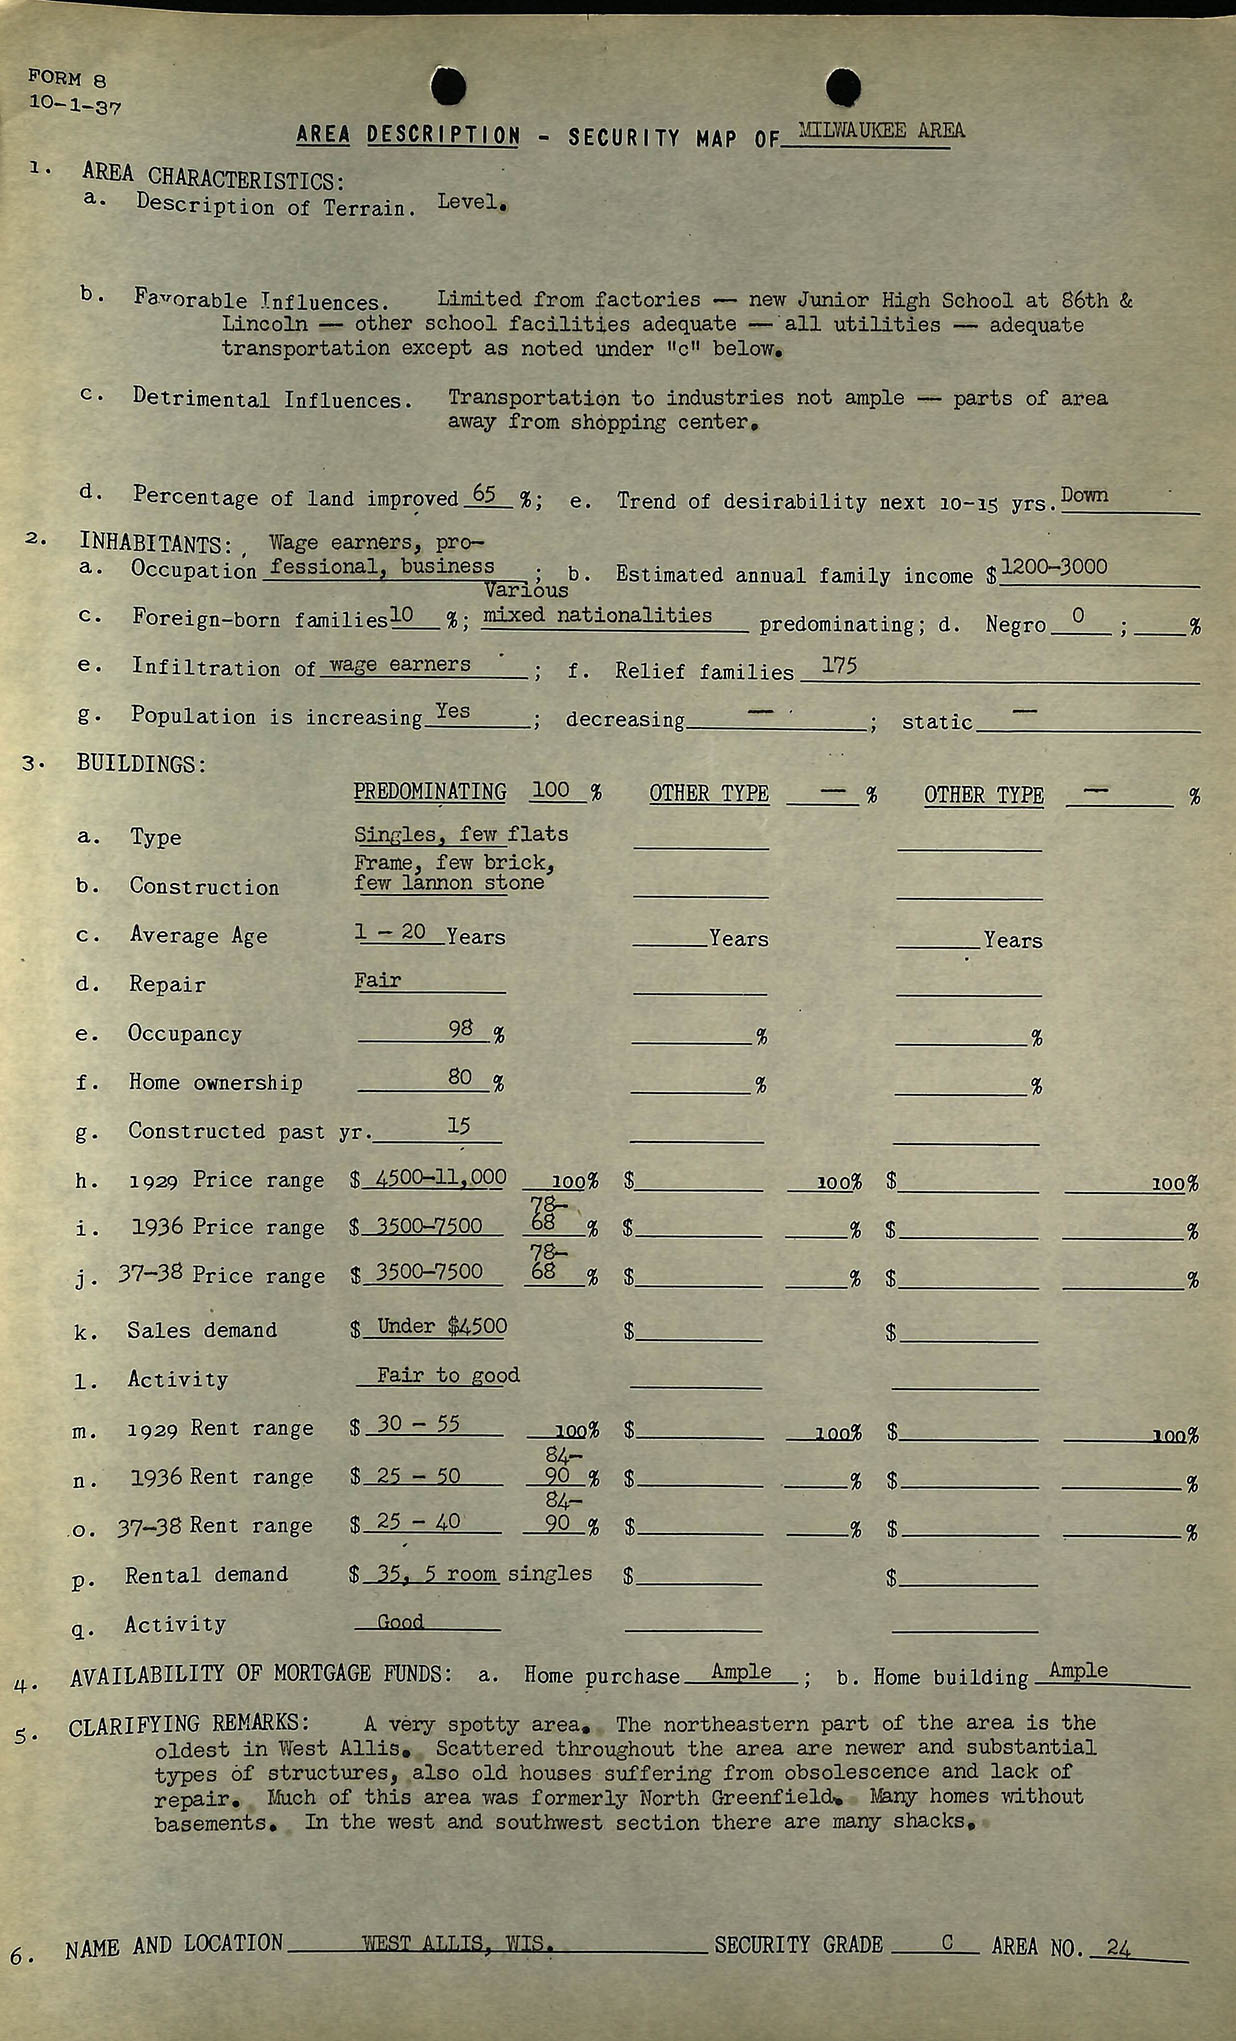 FORM 8
10-1-37
AREA DESCRIPTION - SECURITY MAP OF MILWAUKEE AREA
1. AREA CHARACTERISTICS:
a. Description of Terrain. Level.
b. Favorable Influences. Limited from factories — new Junior High School at 86th &
Lincoln — other school facilities adequate — all utilities — adequate
transportation except as noted under "c" below.
c. Detrimental Influences. Transportation to industries not ample — parts of area
away from shopping center.
d. Percentage of land improved 65 %; e. Trend of desirability next 10-15 yrs. Down
2. INHABITANTS: Wage earners, pro-
a. Occupation fessional, business ; b. Estimated annual family income $ 1200-3000
Various
c. Foreign-born families 10 %; mixed nationalities predominating; d. Negro 0 ; %
e. Infiltration of wage earners ; f. Relief families 175
g. Population is increasing Yes ; decreasing — ; static —
3. BUILDINGS:
PREDOMINATING 100 % OTHER TYPE — % OTHER TYPE — %
a. Type Singles, few flats
Frame, few brick,
b. Construction few lannon stone
c. Average Age 1 - 20 Years Years Years
d. Repair Fair
e. Occupancy 98 % % %
f. Home ownership 80 % % %
g. Constructed past yr. 15
h. 1929 Price range $ 4500-11,000 100% $ 100% $ 100%
78-
i. 1936 Price range $ 3500-7500 68 % $ % $ %
78-
j. 37-38 Price range $ 3500-7500 68 % $ % $ %
k. Sales demand $ Under $4500 $ $
l. Activity Fair to good
m. 1929 Rent range $ 30 - 55 100% $ 100% $ 100%
84-
n. 1936 Rent range $ 25 - 50 90 % $ % $ %
84-
o. 37-38 Rent range $ 25 - 40 90 % $ % $ %
p. Rental demand $ 35, 5 room singles $ $
q. Activity Good
4. AVAILABILITY OF MORTGAGE FUNDS: a. Home purchase Ample ; b. Home building Ample
5. CLARIFYING REMARKS: A very spotty area. The northeastern part of the area is the
oldest in West Allis. Scattered throughout the area are newer and substantial
types of structures, also old houses suffering from obsolescence and lack of
repair. Much of this area was formerly North Greenfield. Many homes without
basements. In the west and southwest section there are many shacks.
6. NAME AND LOCATION WEST ALLIS, WIS. SECURITY GRADE C AREA NO. 24